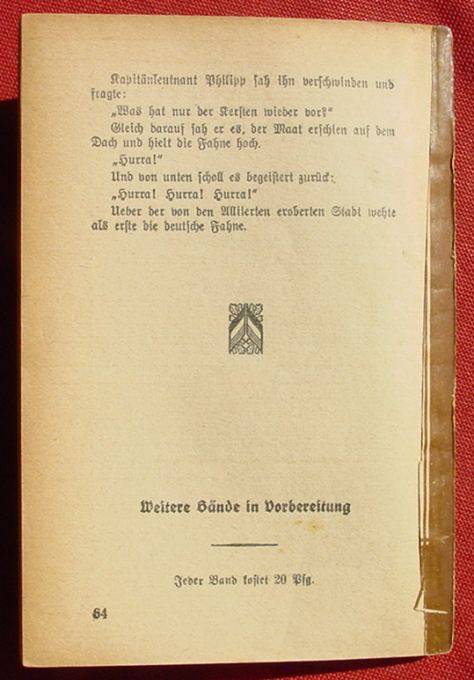 Kapitänleutnant Philipp sah ihn verschwinden und
fragte:
„Was hat nur der Kersten wieder vor?“
Gleich darauf sah er es, der Maat erschien auf dem
Dach und hielt die Fahne hoch.
„Hurra!“
Und von unten scholl es begeistert zurück:
„Hurra! Hurra! Hurra!“
Ueber der von den Alliierten eroberten Stadt wehte
als erste die deutsche Fahne.
Weitere Bände in Vorbereitung
Jeder Band kostet 20 Pfg.
64